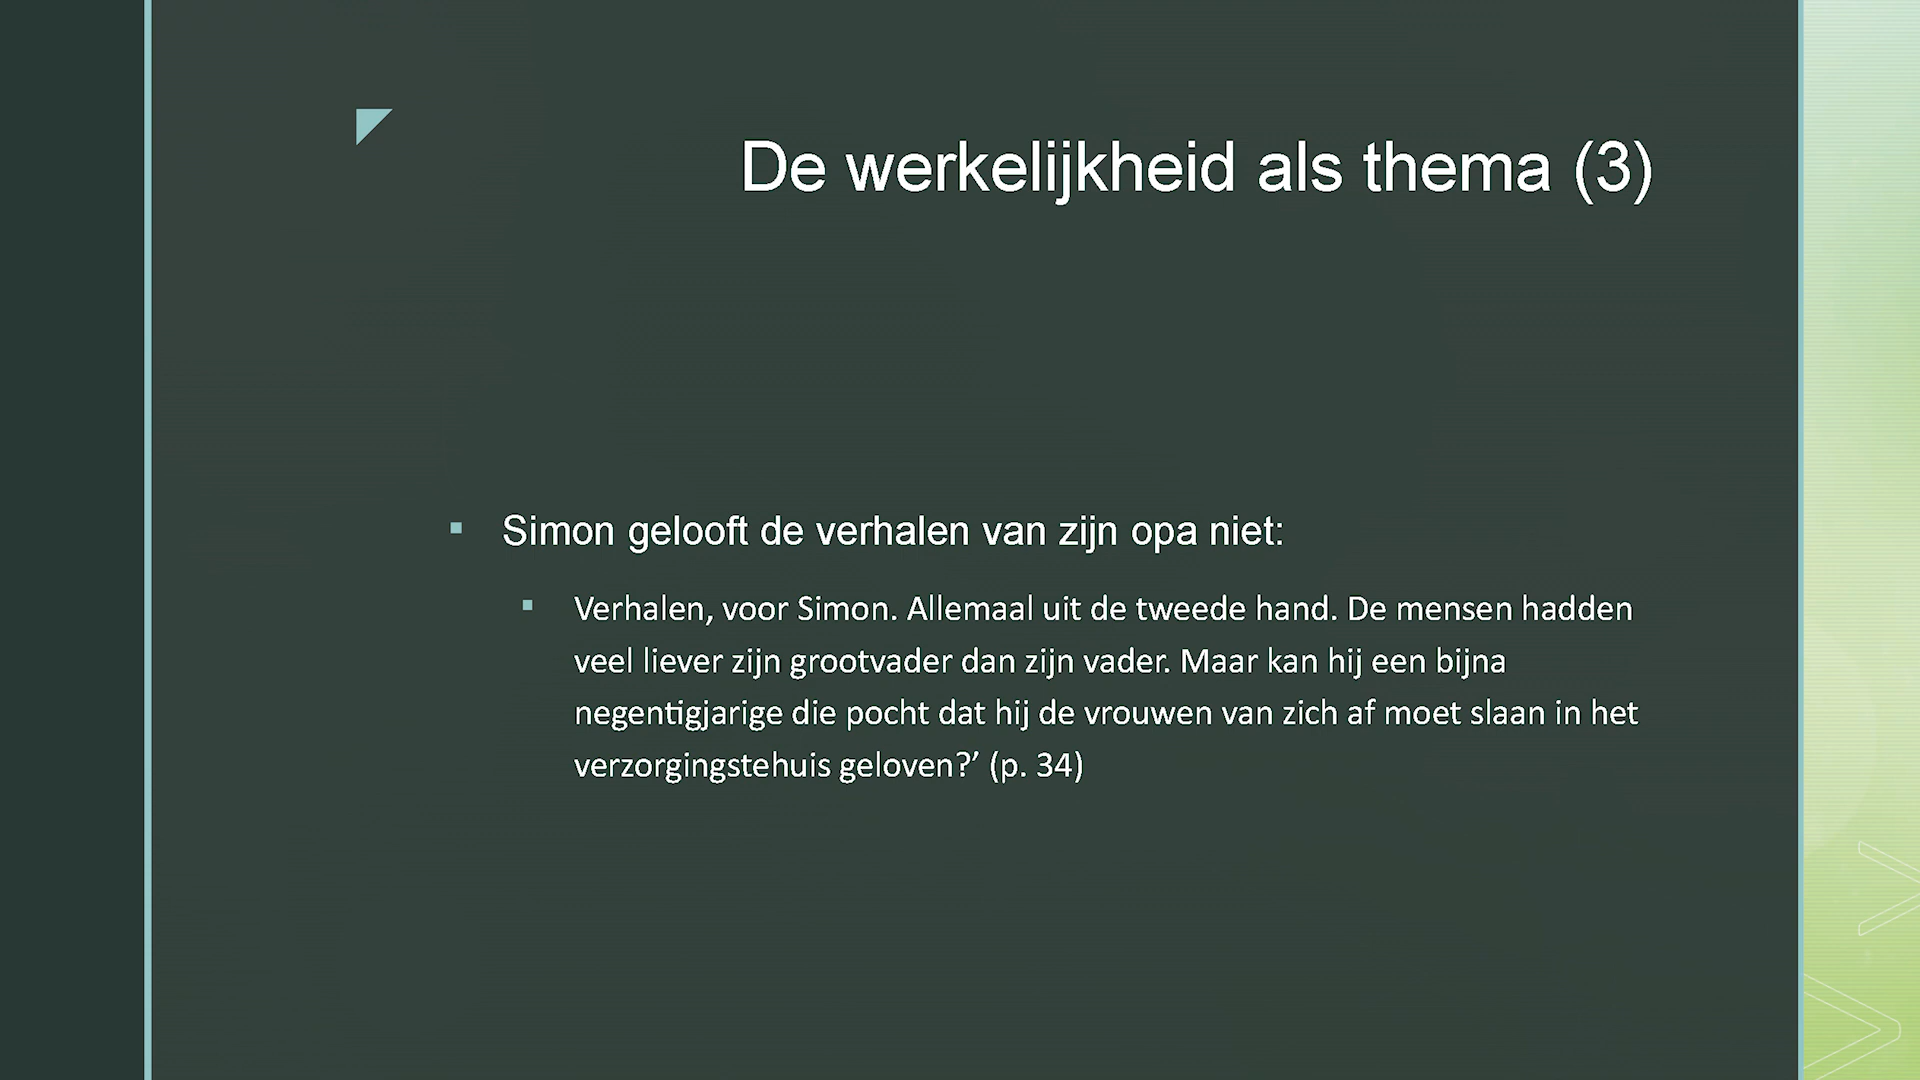 De werkelijkheid als thema (3)
Simon gelooft de verhalen van zijn opa niet:
Verhalen, voor Simon. Allemaal uit de tweede hand. De mensen hadden
veel liever zijn grootvader dan zijn vader. Maar kan hij een bijna
negentigjarige die pocht dat hij de vrouwen van zich af moet slaan in het
verzorgingstehuis geloven?’ (p. 34)